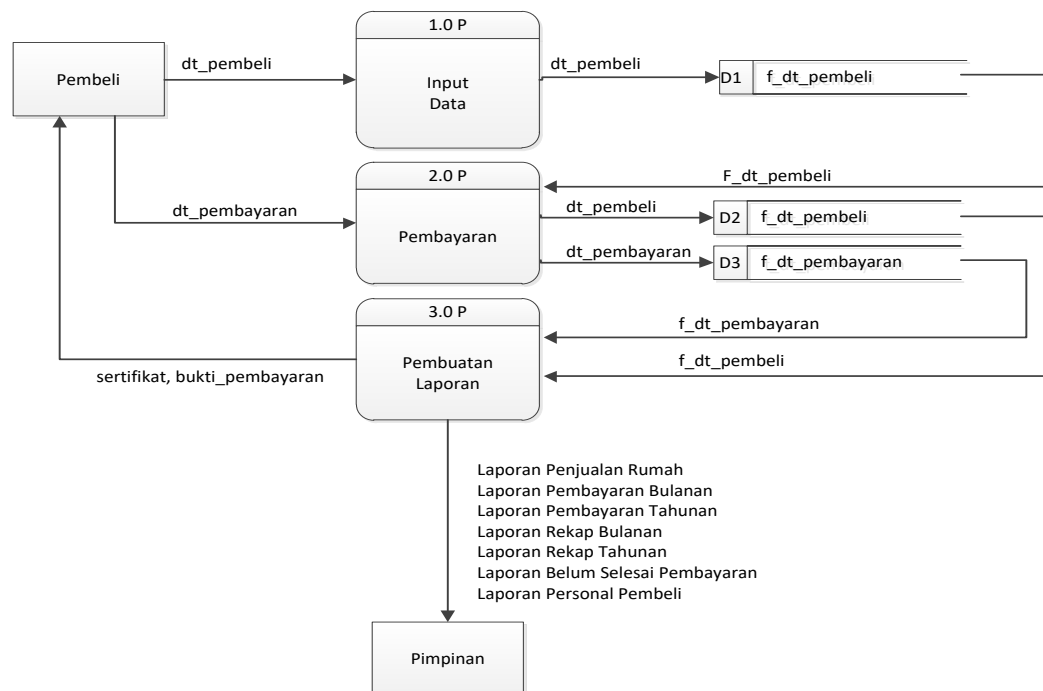 1.0 P
Pembeli
dt_pembeli
Input
Data
dt_pembeli
D1
f_dt_pembeli
2.0 P
F_dt_pembeli
dt_pembayaran
Pembayaran
dt_pembeli
D2
f_dt_pembeli
dt_pembayaran
D3
f_dt_pembayaran
3.0 P
f_dt_pembayaran
Pembuatan
Laporan
f_dt_pembeli
sertifikat, bukti_pembayaran
Laporan Penjualan Rumah
Laporan Pembayaran Bulanan
Laporan Pembayaran Tahunan
Laporan Rekap Bulanan
Laporan Rekap Tahunan
Laporan Belum Selesai Pembayaran
Laporan Personal Pembeli
Pimpinan